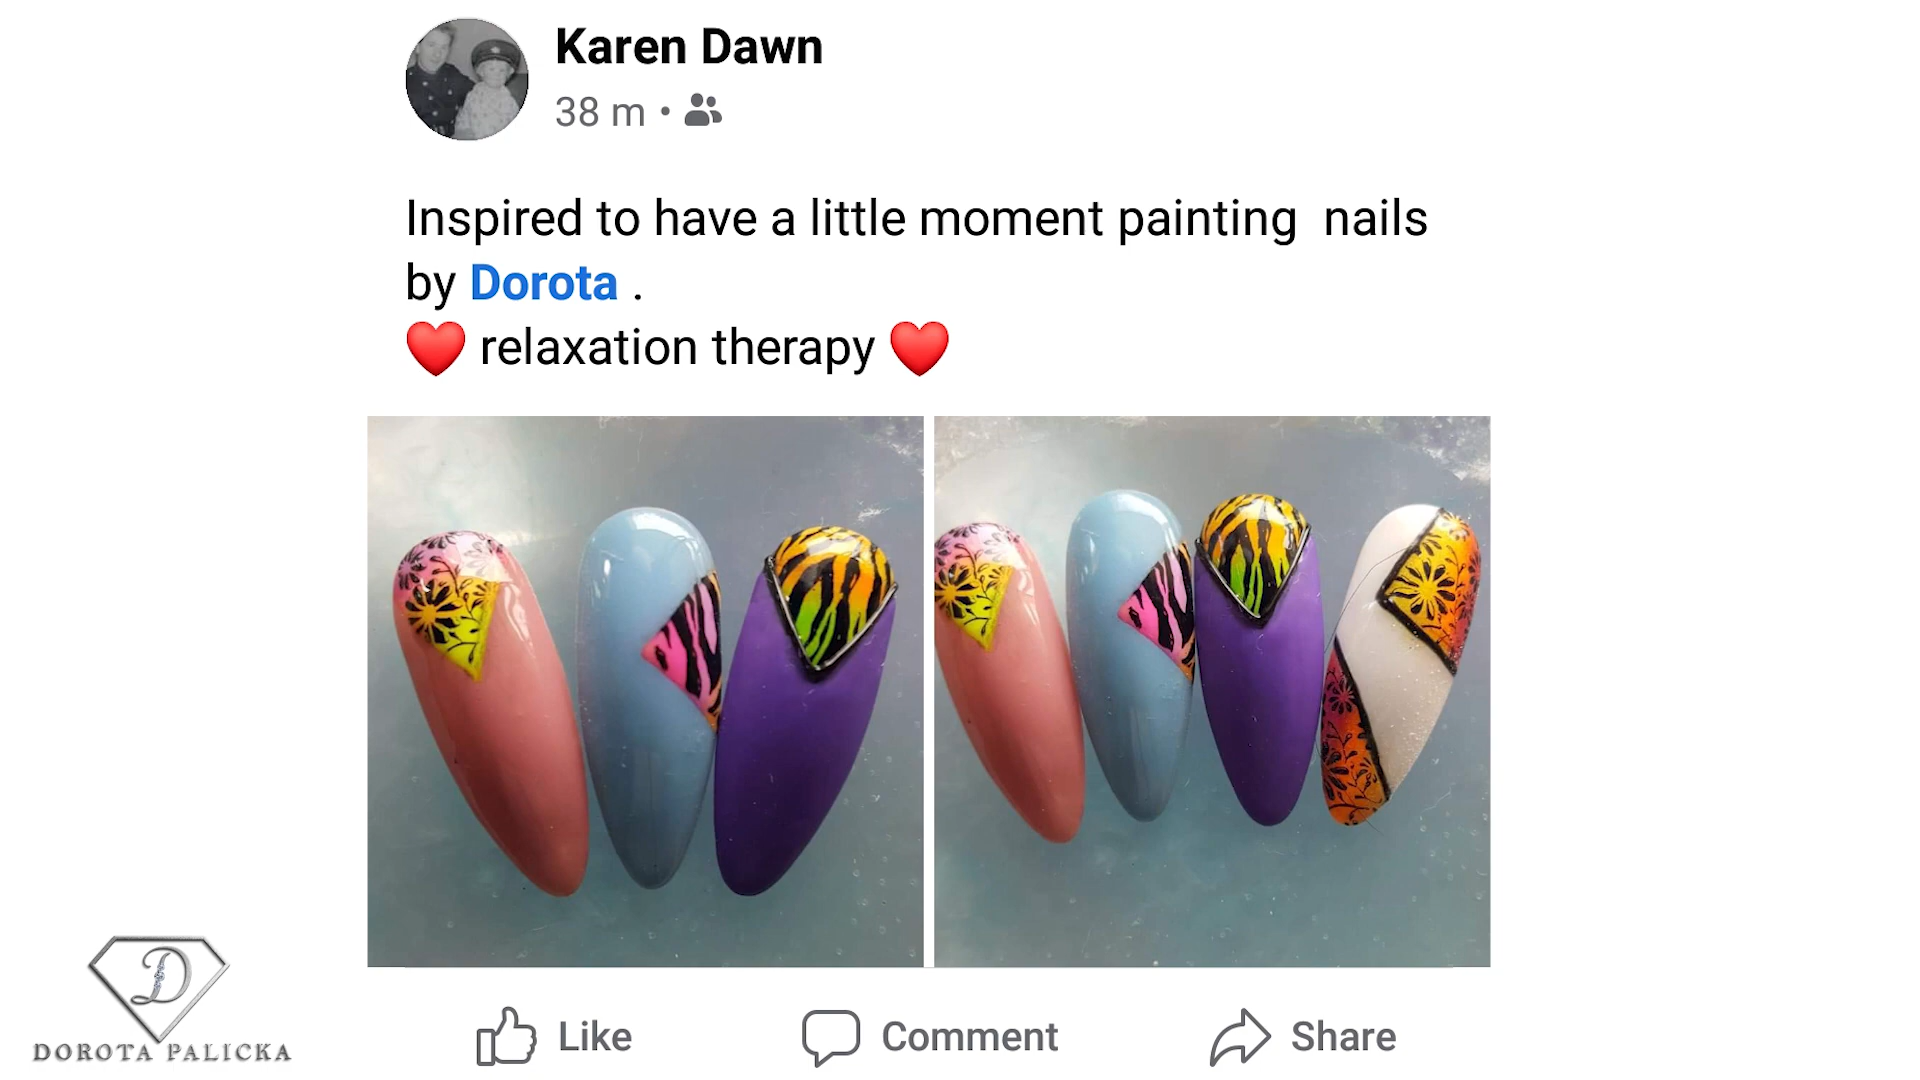 Karen Dawn
38 m •
Inspired to have a little moment painting  nails
by Dorota .
❤️ relaxation therapy ❤️
Like
Comment
Share
D
DOROTA PALICKA